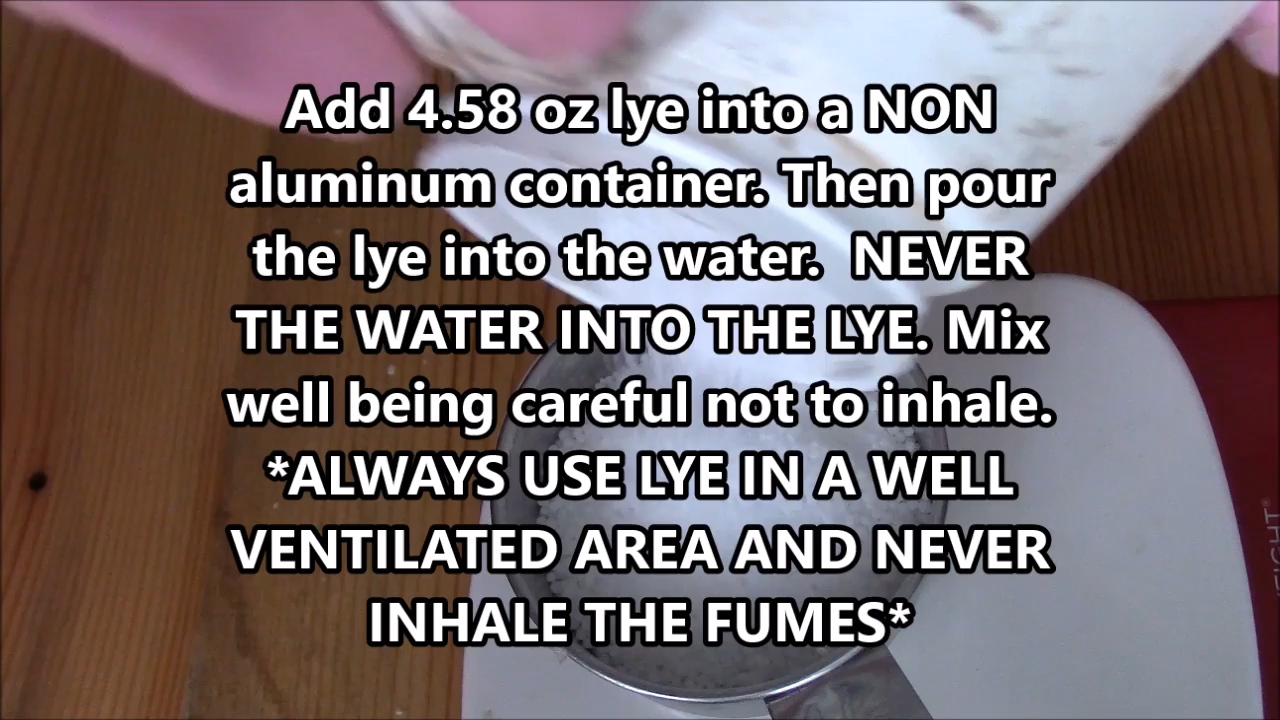 Add 4.58 oz lye into a NON
aluminum container. Then pour
the lye into the water.  NEVER
THE WATER INTO THE LYE. Mix
well being careful not to inhale.
*ALWAYS USE LYE IN A WELL
VENTILATED AREA AND NEVER
INHALE THE FUMES*